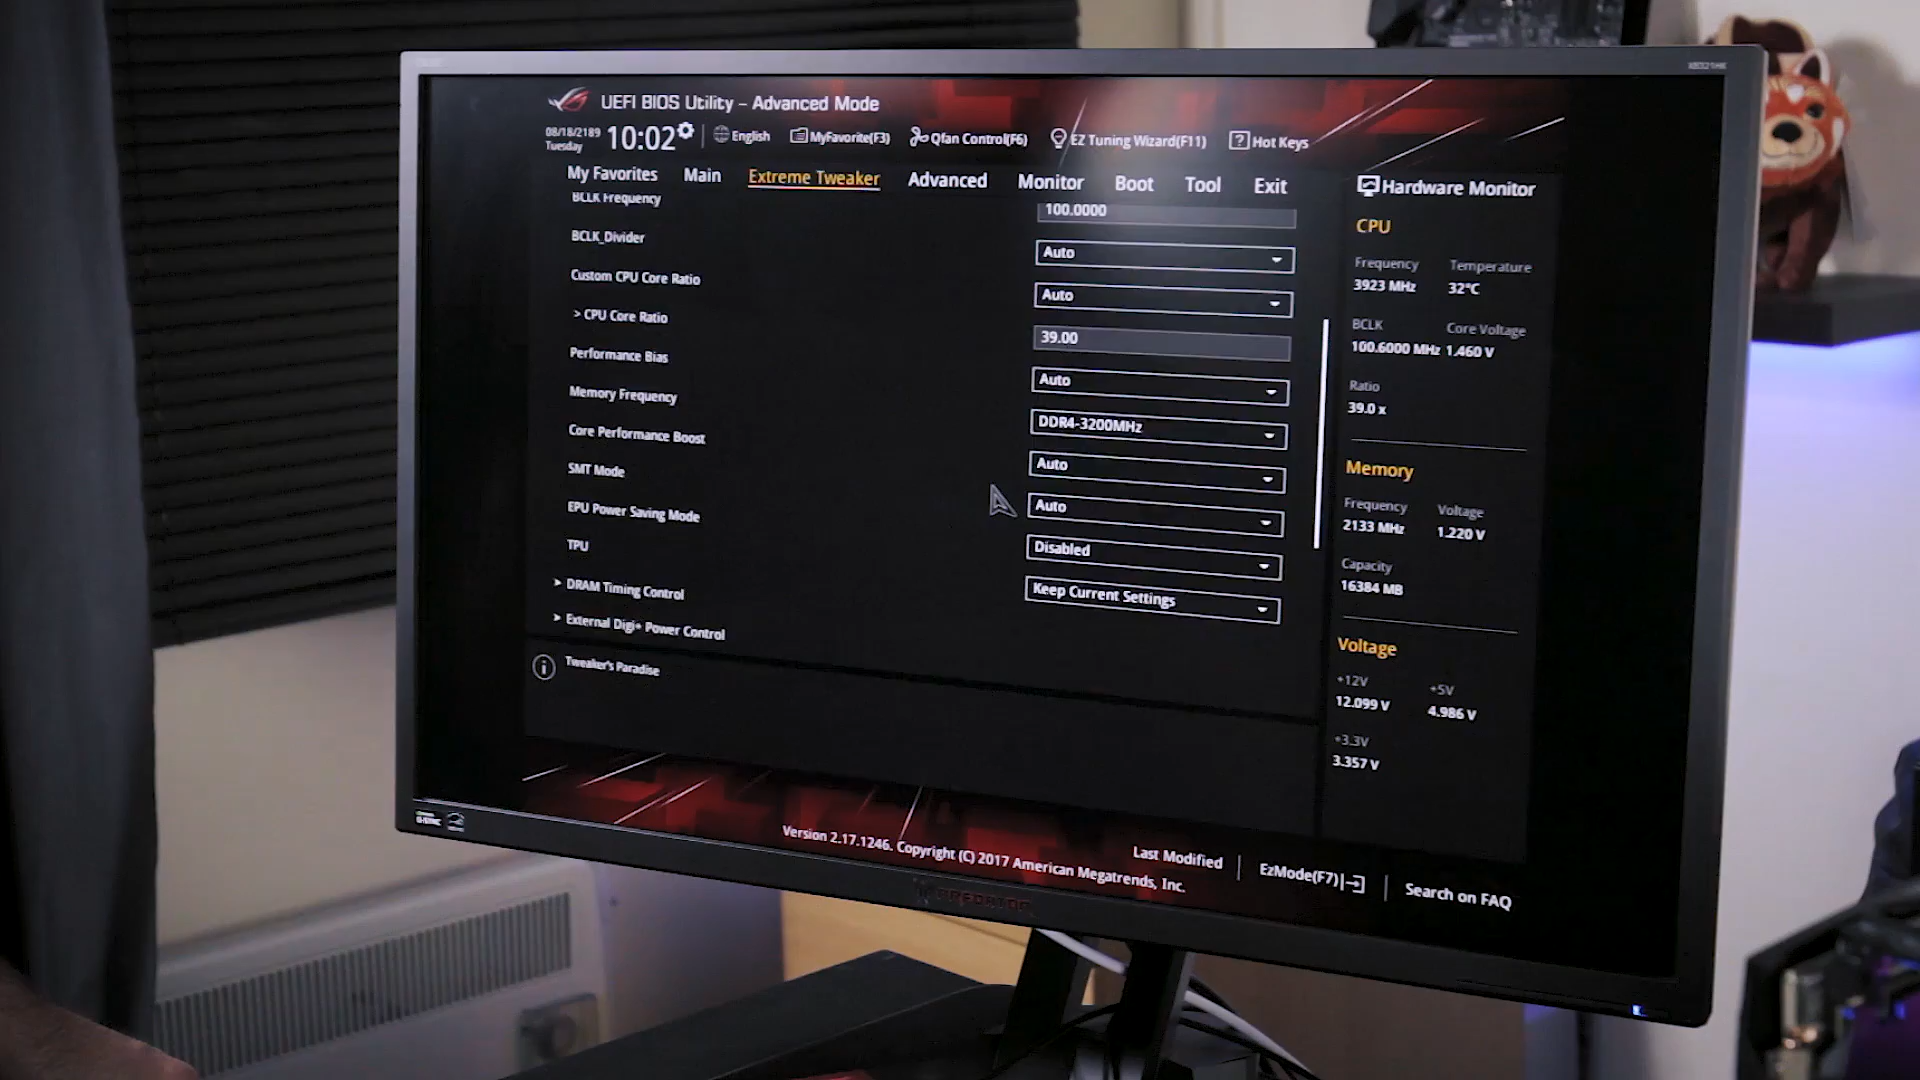 XB321HK
UEFI BIOS Utility – Advanced Mode
08/18/2189
Tuesday
10:02
English
MyFavorite(F3)
Qfan Control(F6)
EZ Tuning Wizard(F11)
? Hot Keys
My Favorites
Main
Extreme Tweaker
Advanced
Monitor
Boot
Tool
Exit
Hardware Monitor
BCLK Frequency
100.0000
BCLK_Divider
Auto
Custom CPU Core Ratio
Auto
> CPU Core Ratio
39.00
Performance Bias
Auto
Memory Frequency
DDR4-3200MHz
Core Performance Boost
Auto
SMT Mode
Auto
EPU Power Saving Mode
Disabled
TPU
Keep Current Settings
> DRAM Timing Control
> External Digi+ Power Control
i Tweaker's Paradise
CPU
Frequency Temperature
3923 MHz 32°C
BCLK Core Voltage
100.6000 MHz 1.460 V
Ratio
39.0 x
Memory
Frequency Voltage
2133 MHz 1.220 V
Capacity
16384 MB
Voltage
+12V +5V
12.099 V 4.986 V
+3.3V
3.357 V
Last Modified
EzMode(F7)
Search on FAQ
Version 2.17.1246. Copyright (C) 2017 American Megatrends, Inc.
PREDATOR